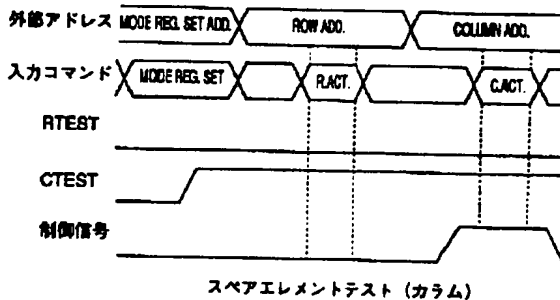 外部アドレス MODE REG. SET ADD. ROW ADD. COLUMN ADD.
入力コマンド MODE REG. SET R.ACT. C.ACT.
RTEST
CTEST
制御信号
スペアエレメントテスト (カラム)